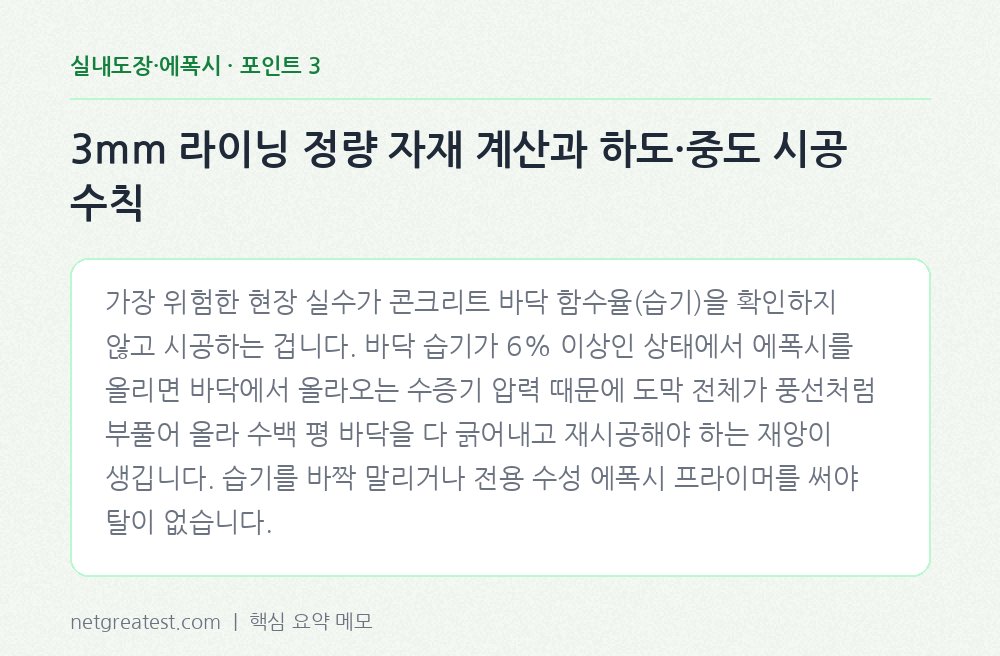 실내도장·에폭시 · 포인트 3
3mm 라이닝 정량 자재 계산과 하도·중도 시공
수칙
가장 위험한 현장 실수가 콘크리트 바닥 함수율(습기)을 확인하지
않고 시공하는 겁니다. 바닥 습기가 6% 이상인 상태에서 에폭시를
올리면 바닥에서 올라오는 수증기 압력 때문에 도막 전체가 풍선처럼
부풀어 올라 수백 평 바닥을 다 긁어내고 재시공해야 하는 재앙이
생깁니다. 습기를 바짝 말리거나 전용 수성 에폭시 프라이머를 써야
탈이 없습니다.
netgreatest.com | 핵심 요약 메모